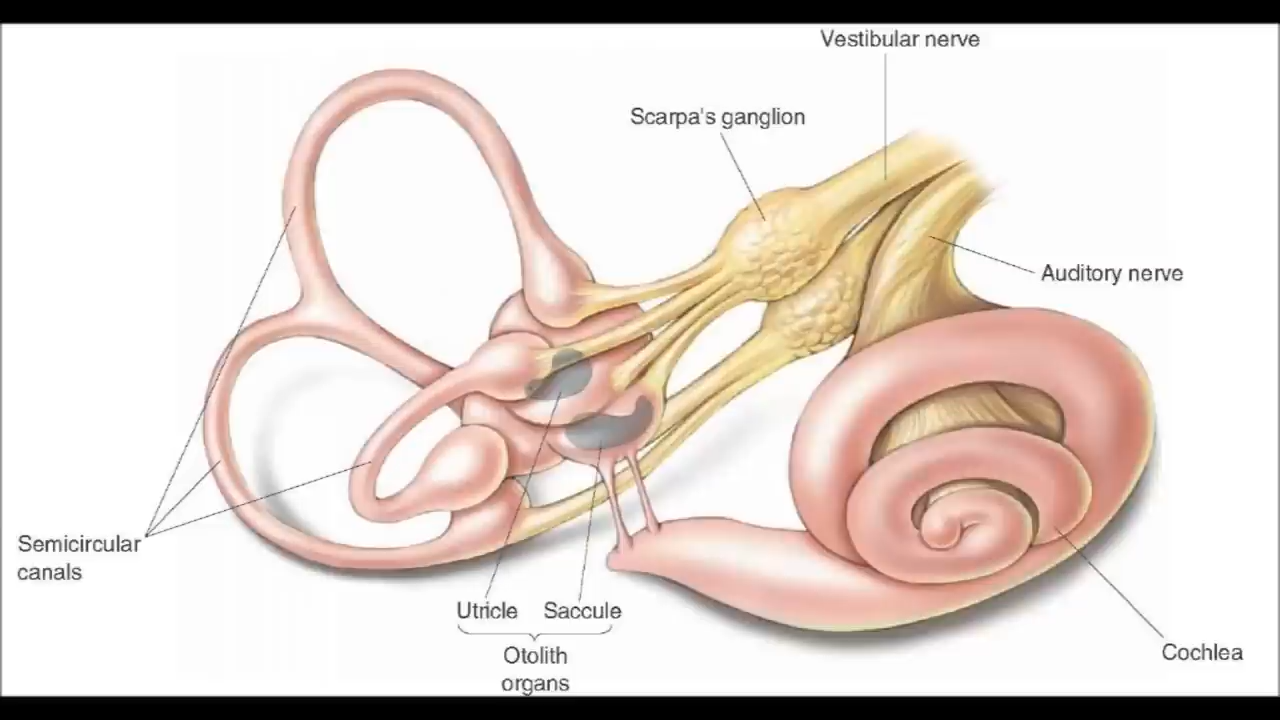 Vestibular nerve
Scarpa's ganglion
Auditory nerve
Semicircular
canals
Utricle
Saccule
Otolith
organs
Cochlea